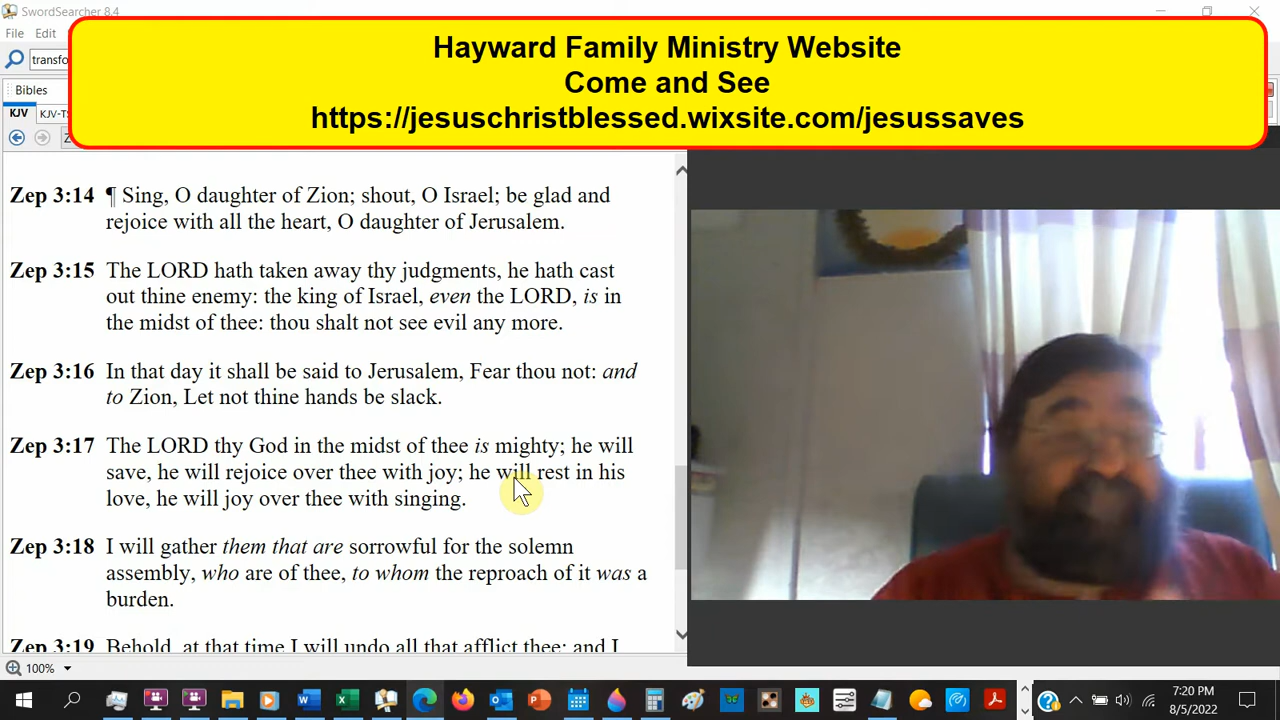 SwordSearcher 8.4
File Edit
Hayward Family Ministry Website
Come and See
https://jesuschristblessed.wixsite.com/jesussaves
transfo
Bibles
KJV KJV-T
Z
Zep 3:14 ¶ Sing, O daughter of Zion; shout, O Israel; be glad and
rejoice with all the heart, O daughter of Jerusalem.
Zep 3:15 The LORD hath taken away thy judgments, he hath cast
out thine enemy: the king of Israel, even the LORD, is in
the midst of thee: thou shalt not see evil any more.
Zep 3:16 In that day it shall be said to Jerusalem, Fear thou not: and
to Zion, Let not thine hands be slack.
Zep 3:17 The LORD thy God in the midst of thee is mighty; he will
save, he will rejoice over thee with joy; he will rest in his
love, he will joy over thee with singing.
Zep 3:18 I will gather them that are sorrowful for the solemn
assembly, who are of thee, to whom the reproach of it was a
burden.
Zep 3:19 Behold, at that time I will undo all that afflict thee: and I
100%
7:20 PM
8/5/2022